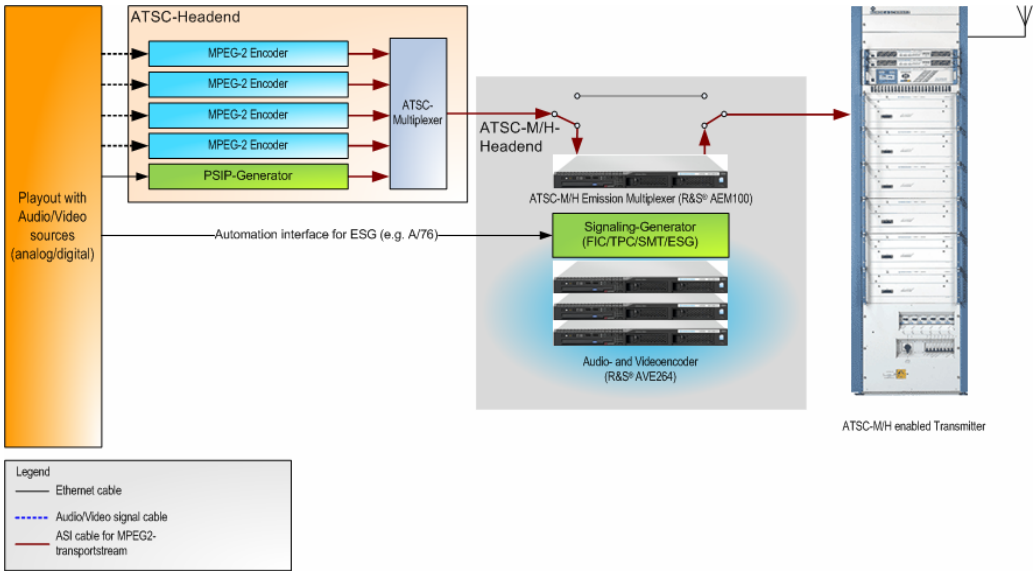 ATSC-Headend
MPEG-2 Encoder
MPEG-2 Encoder
MPEG-2 Encoder
MPEG-2 Encoder
PSIP-Generator
ATSC-
Multiplexer
Playout with
Audio/Video
sources
(analog/digital)
Automation interface for ESG (e.g. A/76)
ATSC-M/H-
Headend
ATSC-M/H Emission Multiplexer (R&S® AEM100)
Signaling-Generator
(FIC/TPC/SMT/ESG)
Audio- and Videoencoder
(R&S® AVE264)
ATSC-M/H enabled Transmitter
Legend
Ethernet cable
Audio/Video signal cable
ASI cable for MPEG2-
transportstream